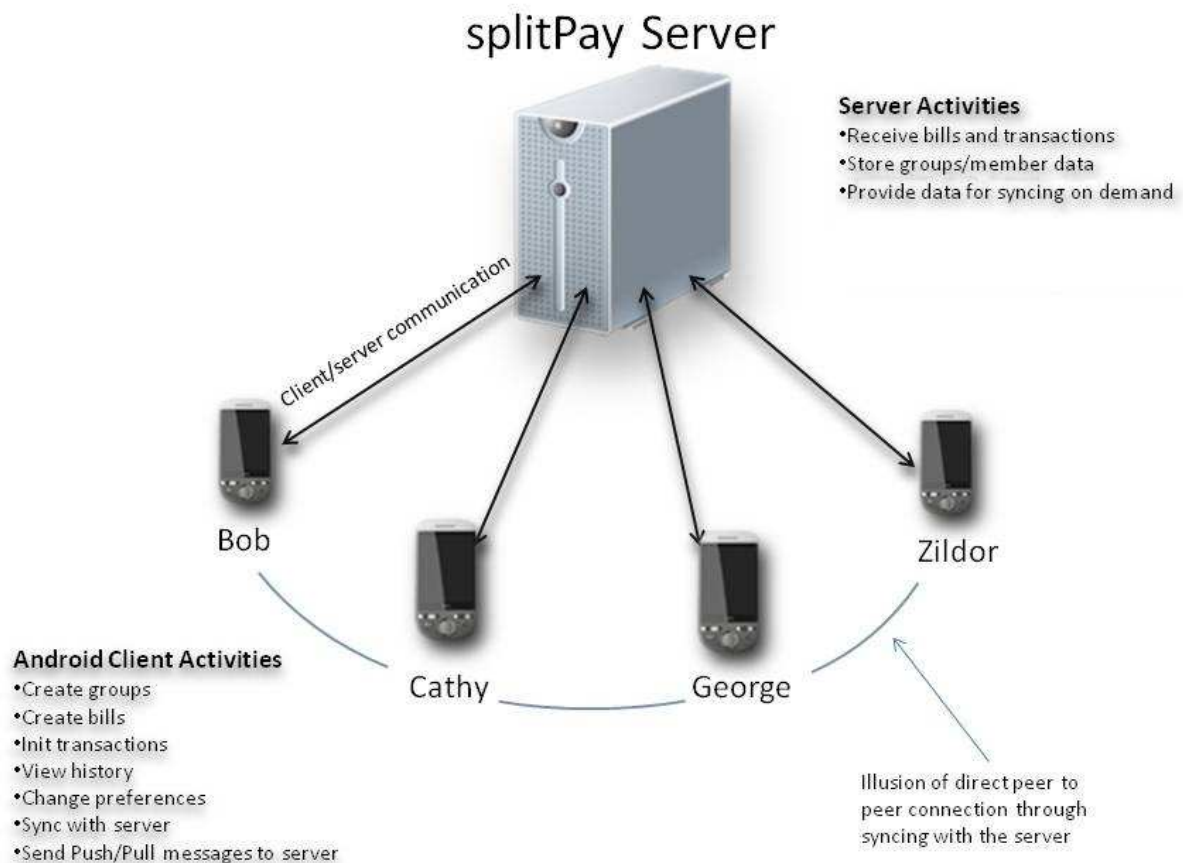 splitPay Server
Server Activities
•Receive bills and transactions
•Store groups/member data
•Provide data for syncing on demand
Client/server communication
Bob
Cathy
George
Zildor
Android Client Activities
•Create groups
•Create bills
•Init transactions
•View history
•Change preferences
•Sync with server
•Send Push/Pull messages to server
Illusion of direct peer to
peer connection through
syncing with the server